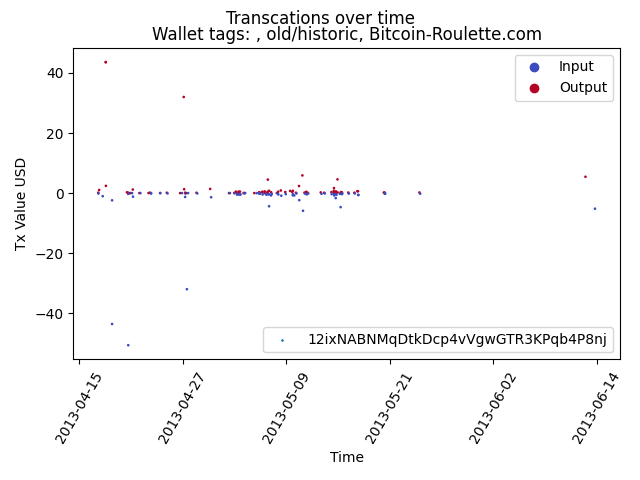 Transcations over time
Wallet tags: , old/historic, Bitcoin-Roulette.com
Input
Output
40
20
0
−20
−40
Tx Value USD
12ixNABNMqDtkDcp4vVgwGTR3KPqb4P8nj
2013-04-15
2013-04-27
2013-05-09
2013-05-21
2013-06-02
2013-06-14
Time